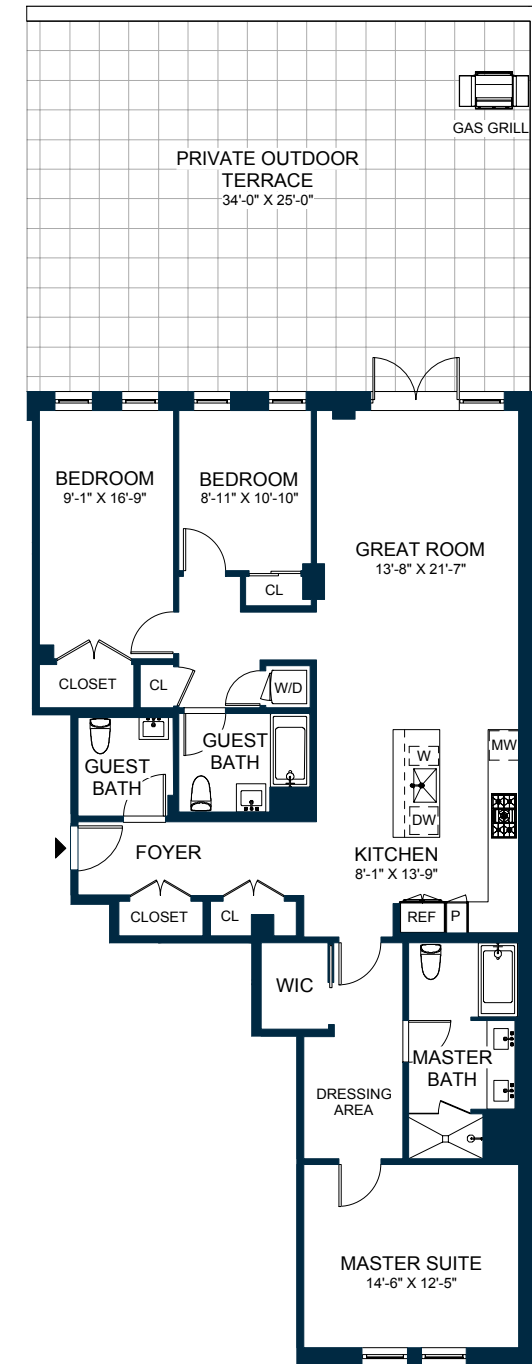 GAS GRILL
PRIVATE OUTDOOR
TERRACE
34'-0" X 25'-0"
BEDROOM
9'-1" X 16'-9"
BEDROOM
8'-11" X 10'-10"
GREAT ROOM
13'-8" X 21'-7"
CL
CLOSET
CL
W/D
GUEST
BATH
GUEST
BATH
W
MW
DW
FOYER
KITCHEN
8'-1" X 13'-9"
CLOSET
CL
REF
P
WIC
MASTER
BATH
DRESSING
AREA
MASTER SUITE
14'-6" X 12'-5"